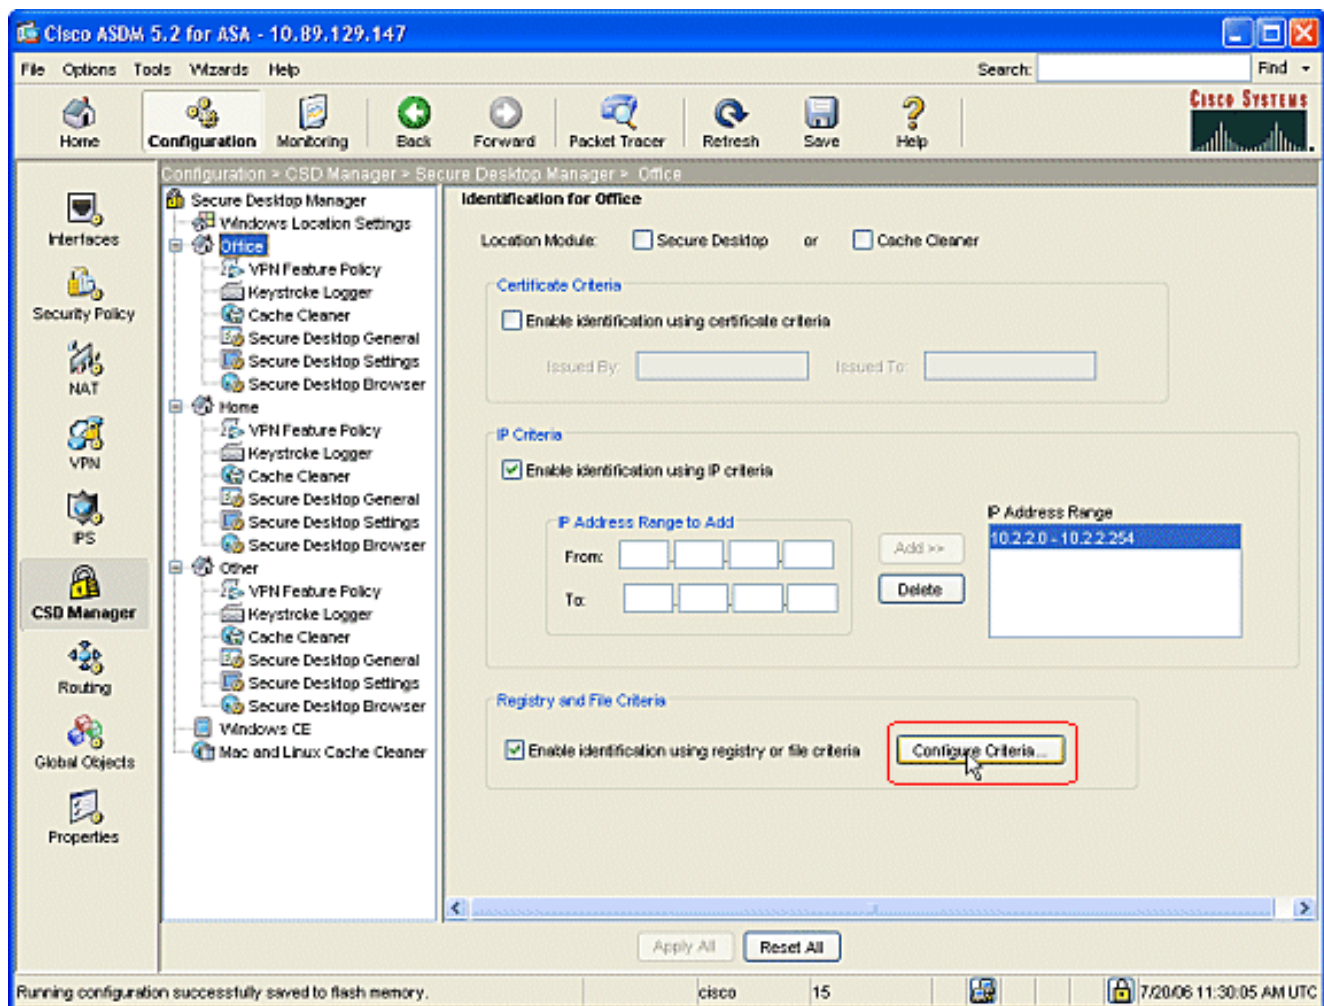 Cisco ASDM 5.2 for ASA - 10.89.129.147
File Options Tools Wizards Help Search: Find
Home Configuration Monitoring Back Forward Packet Tracer Refresh Save Help
CISCO SYSTEMS
Configuration > CSD Manager > Secure Desktop Manager > Office
Interfaces
Security Policy
NAT
VPN
IPS
CSD Manager
Routing
Global Objects
Properties
Secure Desktop Manager
Windows Location Settings
Office
VPN Feature Policy
Keystroke Logger
Cache Cleaner
Secure Desktop General
Secure Desktop Settings
Secure Desktop Browser
Home
VPN Feature Policy
Keystroke Logger
Cache Cleaner
Secure Desktop General
Secure Desktop Settings
Secure Desktop Browser
Other
VPN Feature Policy
Keystroke Logger
Cache Cleaner
Secure Desktop General
Secure Desktop Settings
Secure Desktop Browser
Windows CE
Mac and Linux Cache Cleaner
Identification for Office
Location Module: Secure Desktop or Cache Cleaner
Certificate Criteria
Enable identification using certificate criteria
Issued By: Issued To:
IP Criteria
Enable identification using IP criteria
IP Address Range to Add
From:
To:
Add >>
Delete
IP Address Range
10.2.2.0 - 10.2.2.254
Registry and File Criteria
Enable identification using registry or file criteria Configure Criteria...
Apply All Reset All
Running configuration successfully saved to flash memory. cisco 15 7/20/06 11:30:05 AM UTC